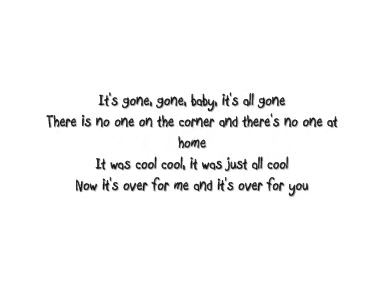 It's gone, gone, baby, it's all gone
There is no one on the corner and there's no one at
home
It was cool cool, it was just all cool
Now it's over for me and it's over for you